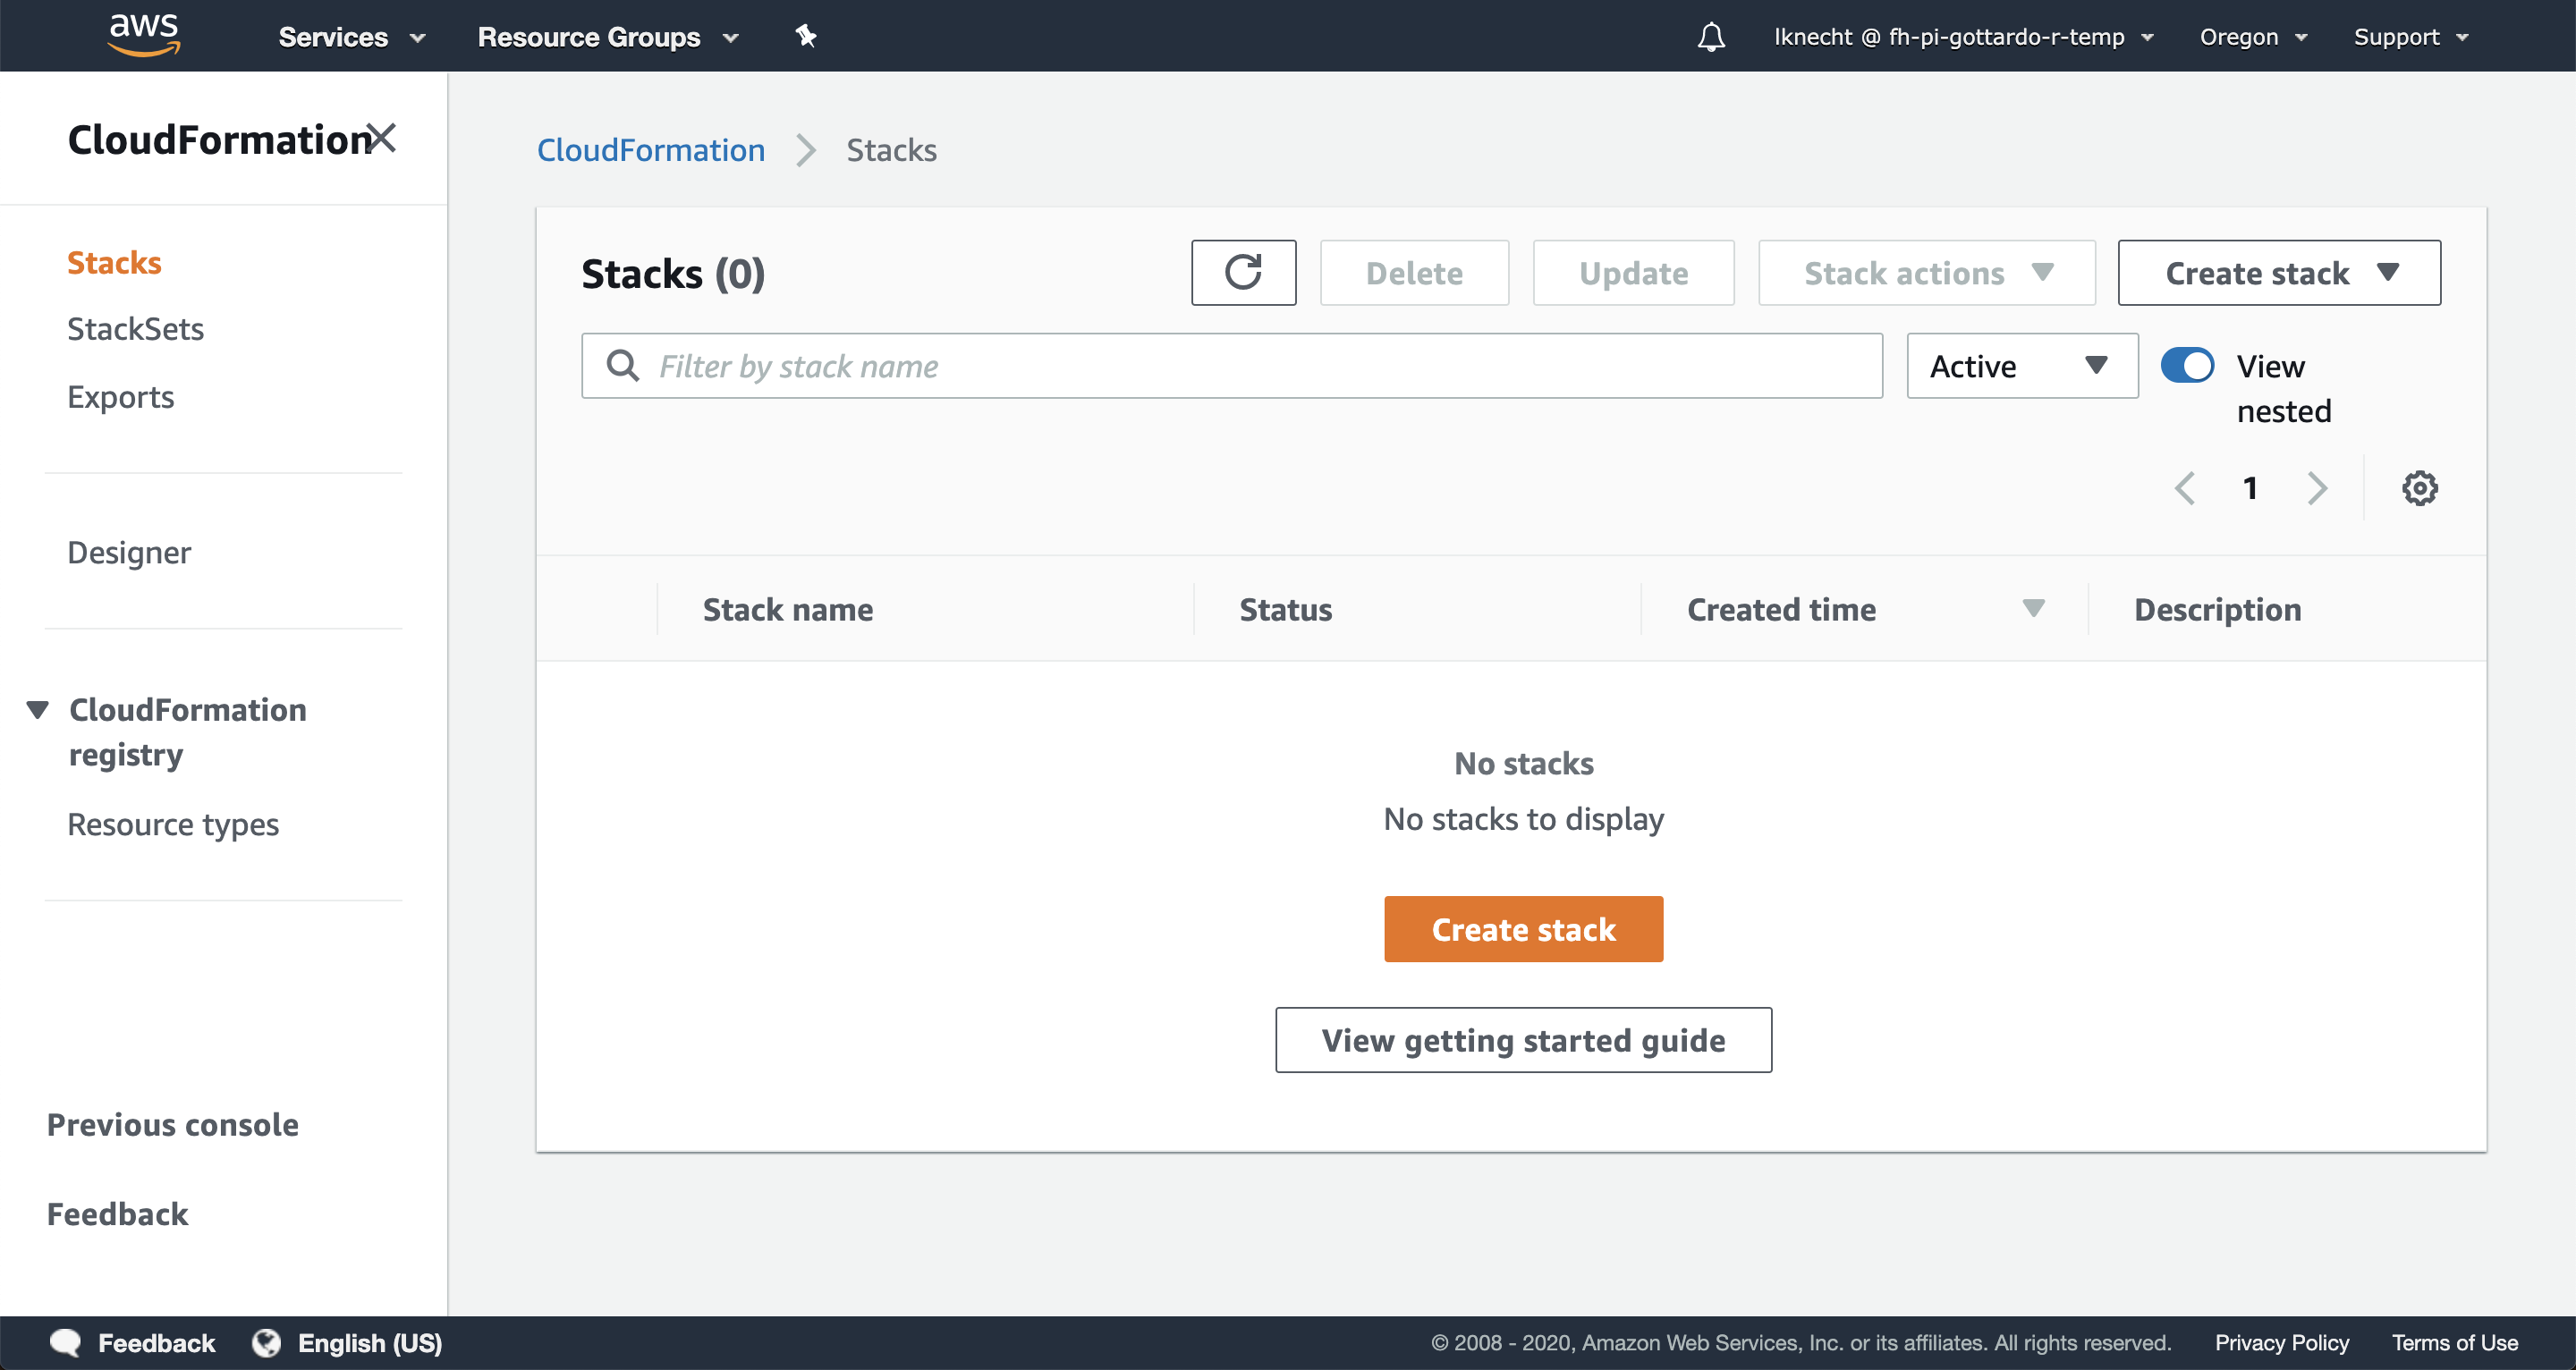 aws
Services
Resource Groups
lknecht @ fh-pi-gottardo-r-temp
Oregon
Support
CloudFormation
Stacks
StackSets
Exports
Designer
CloudFormation
registry
Resource types
Previous console
Feedback
CloudFormation
Stacks
Stacks (0)
Delete
Update
Stack actions
Create stack
Filter by stack name
Active
View
nested
1
Stack name
Status
Created time
Description
No stacks
No stacks to display
Create stack
View getting started guide
Feedback
English (US)
© 2008 - 2020, Amazon Web Services, Inc. or its affiliates. All rights reserved.
Privacy Policy
Terms of Use